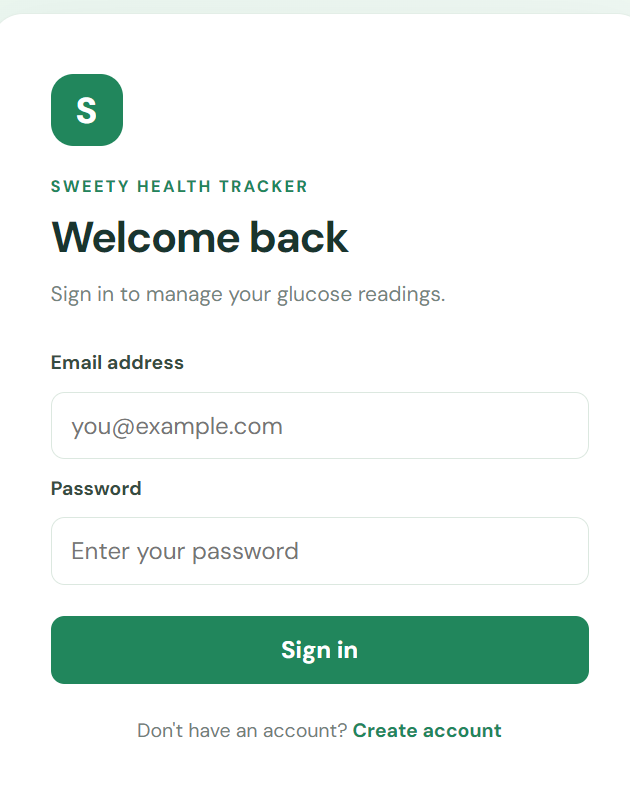 S
SWEETY HEALTH TRACKER
Welcome back
Sign in to manage your glucose readings.
Email address
you@example.com
Password
Enter your password
Sign in
Don't have an account? Create account